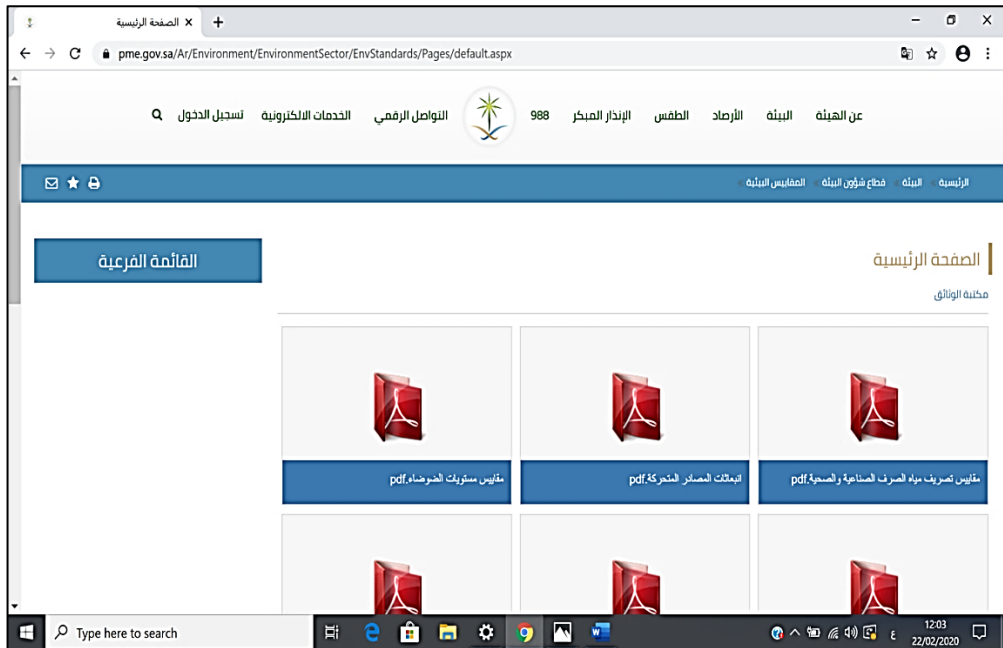 الصفحة الرئيسية
pme.gov.sa/Ar/Environment/EnvironmentSector/EnvStandards/Pages/default.aspx
عن الهيئة البيئة الأرصاد الطقس الإنذار المبكر 988 التواصل الرقمي الخدمات الالكترونية تسجيل الدخول
الرئيسية البيئة قطاع شؤون البيئة المقاييس البيئية
القائمة الفرعية
الصفحة الرئيسية
مكتبة الوثائق
مقاييس تصريف مياه الصرف الصناعية والصحية.pdf
انبعاثات المصادر المتحركة.pdf
مقاييس مستويات الضوضاء.pdf
Type here to search
ع
12:03
22/02/2020